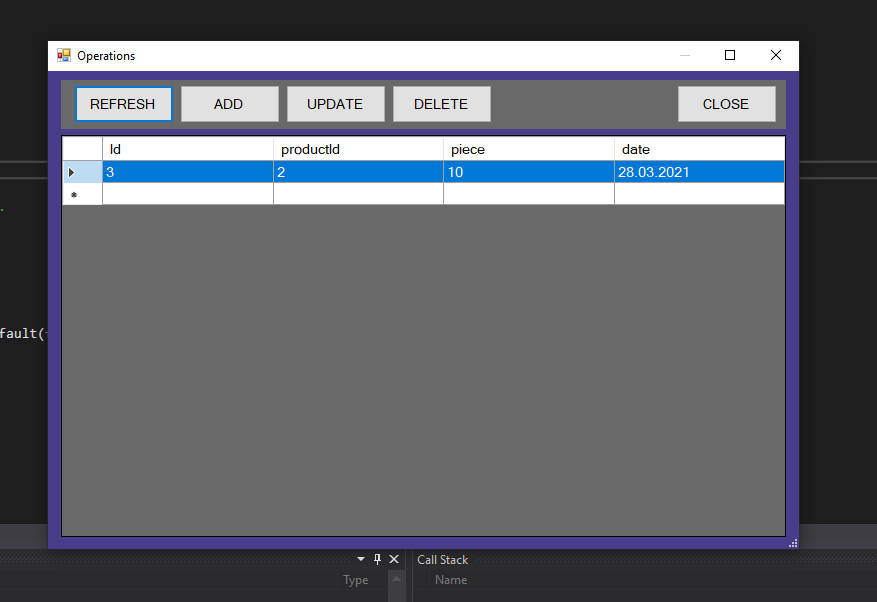 Operations
REFRESH ADD UPDATE DELETE CLOSE
Id productId piece date
3 2 10 28.03.2021
fault(
Call Stack
Type Name